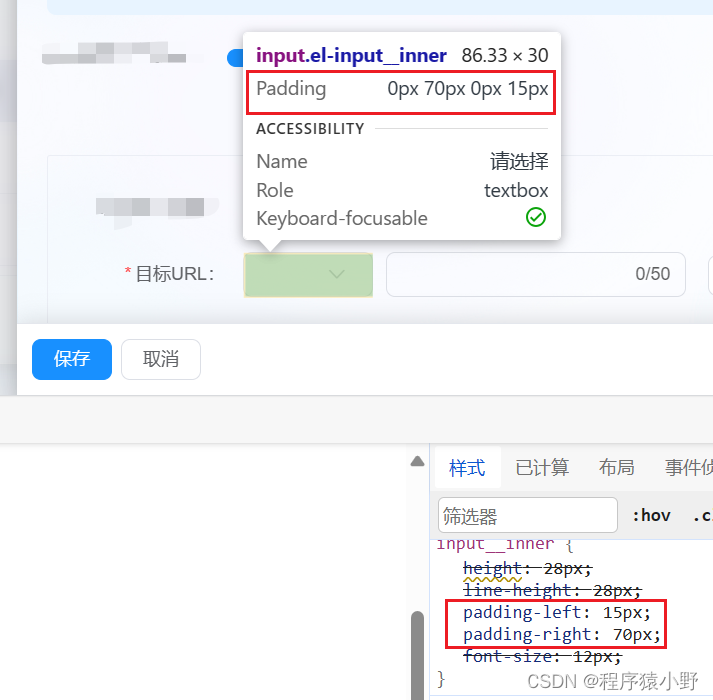 input.el-input__inner 86.33 × 30
Padding 0px 70px 0px 15px
ACCESSIBILITY
Name 请选择
Role textbox
Keyboard-focusable
*目标URL: 0/50
保存 取消
样式 已计算 布局 事件侦
筛选器 :hov .c
input__inner {
height: 28px;
line-height: 28px;
padding-left: 15px;
padding-right: 70px;
font-size: 12px;
}
CSDN @程序猿小野